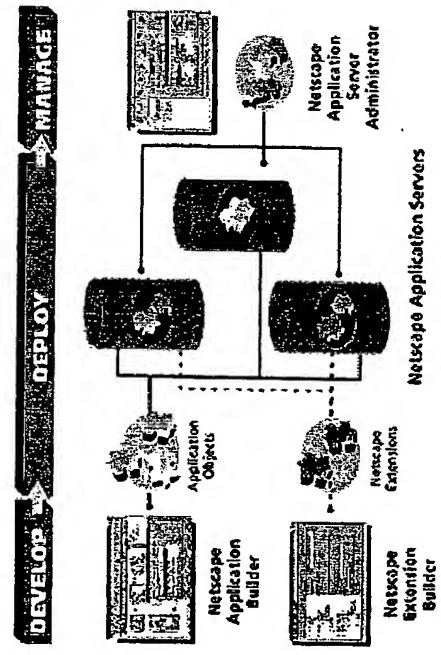 DEVELOP
DEPLOY
MANAGE
Netscape
Application
Builder
Application
Objects
Netscape
Extension
Builder
Netscape
Extensions
Netscape Application Servers
Netscape
Application
Server
Administrator